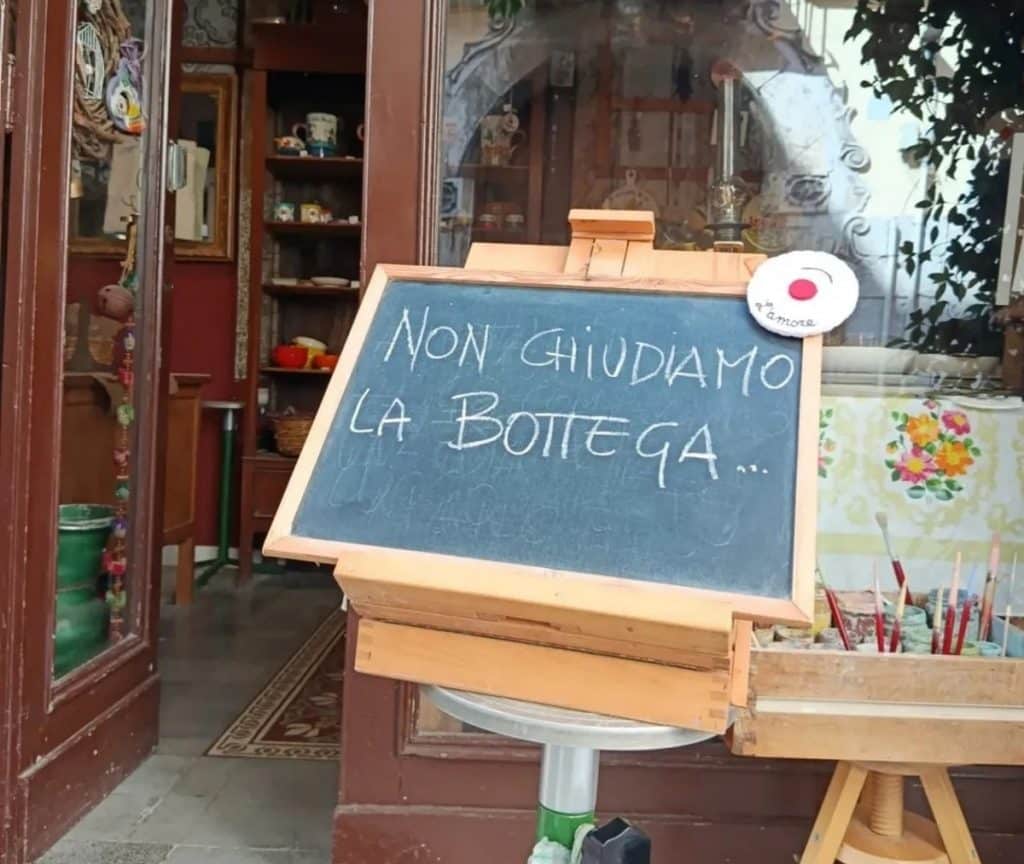 NON CHIUDIAMO
LA BOTTEGA ...
l'amore